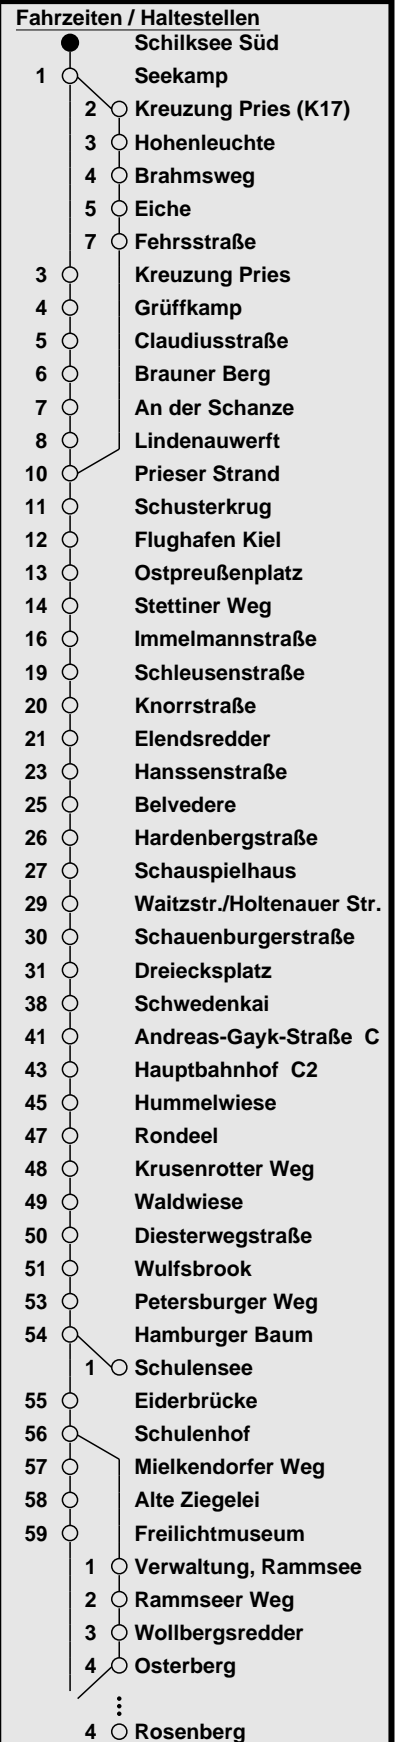 Fahrzeiten / Haltestellen
Schilksee Süd
1 Seekamp
2 Kreuzung Pries (K17)
3 Hohenleuchte
4 Brahmsweg
5 Eiche
7 Fehrsstraße
3 Kreuzung Pries
4 Grüffkamp
5 Claudiusstraße
6 Brauner Berg
7 An der Schanze
8 Lindenauwerft
10 Prieser Strand
11 Schusterkrug
12 Flughafen Kiel
13 Ostpreußenplatz
14 Stettiner Weg
16 Immelmannstraße
19 Schleusenstraße
20 Knorrstraße
21 Elendsredder
23 Hanssenstraße
25 Belvedere
26 Hardenbergstraße
27 Schauspielhaus
29 Waitzstr./Holtenauer Str.
30 Schauenburgerstraße
31 Dreiecksplatz
38 Schwedenkai
41 Andreas-Gayk-Straße C
43 Hauptbahnhof C2
45 Hummelwiese
47 Rondeel
48 Krusenrotter Weg
49 Waldwiese
50 Diesterwegstraße
51 Wulfsbrook
53 Petersburger Weg
54 Hamburger Baum
1 Schulensee
55 Eiderbrücke
56 Schulenhof
57 Mielkendorfer Weg
58 Alte Ziegelei
59 Freilichtmuseum
1 Verwaltung, Rammsee
2 Rammseer Weg
3 Wollbergsredder
4 Osterberg
4 Rosenberg